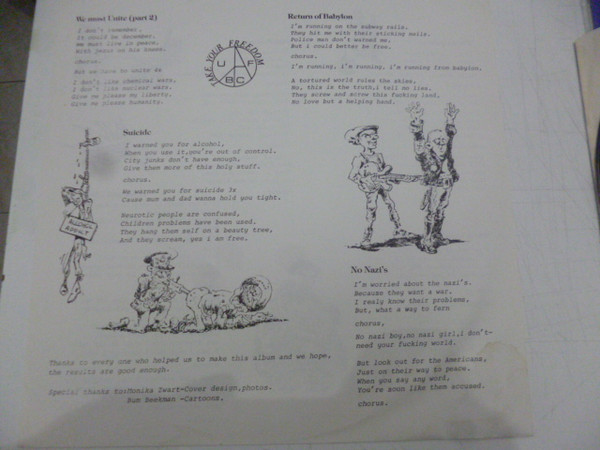 We must Unite (part 2)
I don't remember,
It could be december.
We must live in peace,
With jesus on his knees.
chorus.
But we have to unite 4x
I don't like chemical wars,
I don't like nuclear wars.
Give me please my liberty,
Give me please humanity.
TAKE YOUR FREEDOM
U F
BC
Return of Babylon
I'm running on the subway rails.
They hit me with their stiching nails.
Police man don't warned me.
But i could better be free.
chorus.
I'm running, i'm running, i'm running from babylon.
A tortured world rules the skies,
No, this is the truth,i tell no lies.
They screw and screw this fucking land.
No love but a helping hand.
Suicide
I warned you for alcohol,
When you use it,you're out of control.
City junks don't have enough,
Give them more of this holy stuff.
chorus.
We warned you for suicide 3x
Cause mum and dad wanna hold you tight.
Neurotic people are confused,
Children problems have been used.
They hang them self on a beauty tree,
And they scream, yes i am free.
No Nazi's
I'm worried about the nazi's.
Because they want a war.
I realy know their problems,
But, what a way to fern
chorus,
No nazi boy,no nazi girl,I don't-
need your fucking world.
But look out for the Americans,
Just on their way to peace.
When you say any word,
You're soon like them accused.
chorus.
Thanks to every one who helped us to make this album and we hope,
the results are good enough.
Special thanks too Monika Zwart=Cover design,photos.
Beekman -Cartoons.